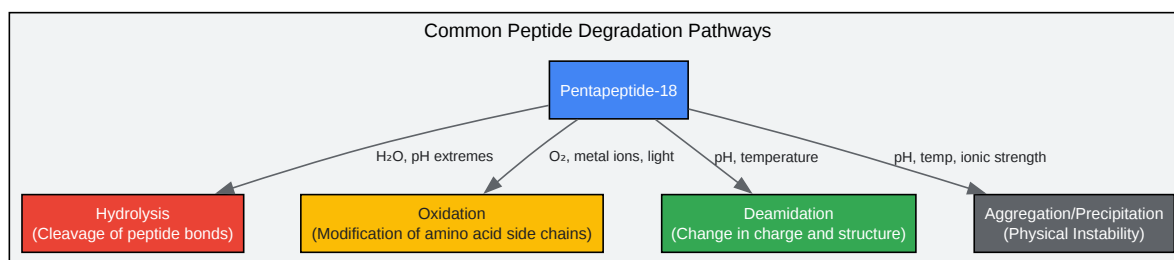 Common Peptide Degradation Pathways
Pentapeptide-18
H₂O, pH extremes
O₂, metal ions, light
pH, temperature
pH, temp, ionic strength
Hydrolysis
(Cleavage of peptide bonds)
Oxidation
(Modification of amino acid side chains)
Deamidation
(Change in charge and structure)
Aggregation/Precipitation
(Physical Instability)